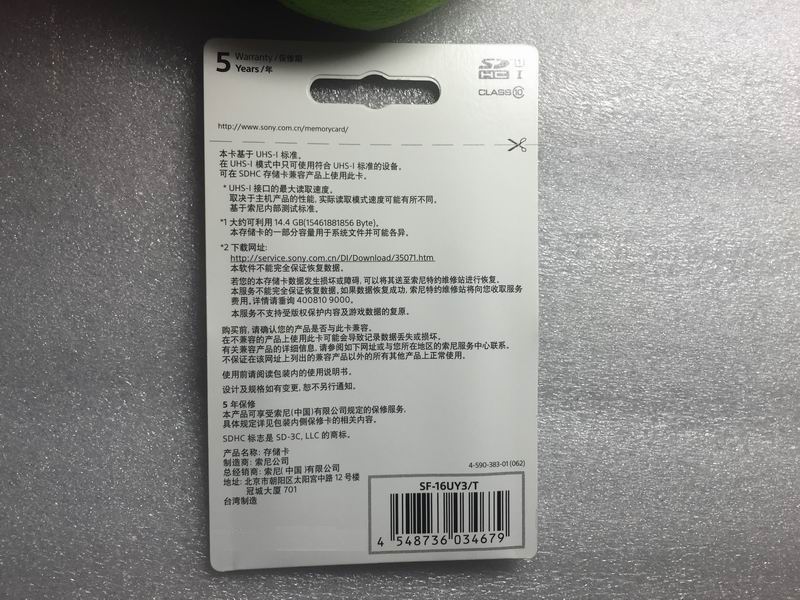 5 Warranty/保修期
Years/年
SD HC I
CLASS 10
http://www.sony.com.cn/memorycard/
本卡基于 UHS-I 标准。
在 UHS-I 模式中只可使用符合 UHS-I 标准的设备。
可在 SDHC 存储卡兼容产品上使用此卡。
* UHS-I 接口的最大读取速度。
取决于主机产品的性能, 实际读取模式速度可能有所不同。
基于索尼内部测试标准。
*1 大约可利用 14.4 GB(15461881856 Byte)。
本存储卡的一部分容量用于系统文件并可能各异。
*2 下载网址:
http://service.sony.com.cn/DI/Download/35071.htm
本软件不能完全保证恢复数据。
若您的本存储卡数据发生损坏或障碍, 可以将其送至索尼特约维修站进行恢复。
本服务不能完全保证恢复数据, 如果数据恢复成功, 索尼特约维修站将向您收取服务
费用。详情请垂询 400810 9000。
本服务不支持受版权保护内容及游戏数据的复原。
购买前, 请确认您的产品是否与此卡兼容。
在不兼容的产品上使用此卡可能会导致记录数据丢失或损坏。
有关兼容产品的详细信息, 请参阅如下网址或与您所在地区的索尼服务中心联系。
不保证在该网址上列出的兼容产品以外的所有其他产品上正常使用。
使用前请阅读包装内的使用说明书。
设计及规格如有变更, 恕不另行通知。
5 年保修
本产品可享受索尼(中国)有限公司规定的保修服务.
具体规定详见包装内侧保修卡的相关内容。
SDHC 标志是 SD-3C, LLC 的商标。
产品名称: 存储卡
制造商: 索尼公司
总经销商: 索尼(中国)有限公司
地址: 北京市朝阳区太阳宫中路 12 号楼
冠城大厦 701
台湾制造
4-590-383-01 (062)
SF-16UY3/T
4 548736 034679